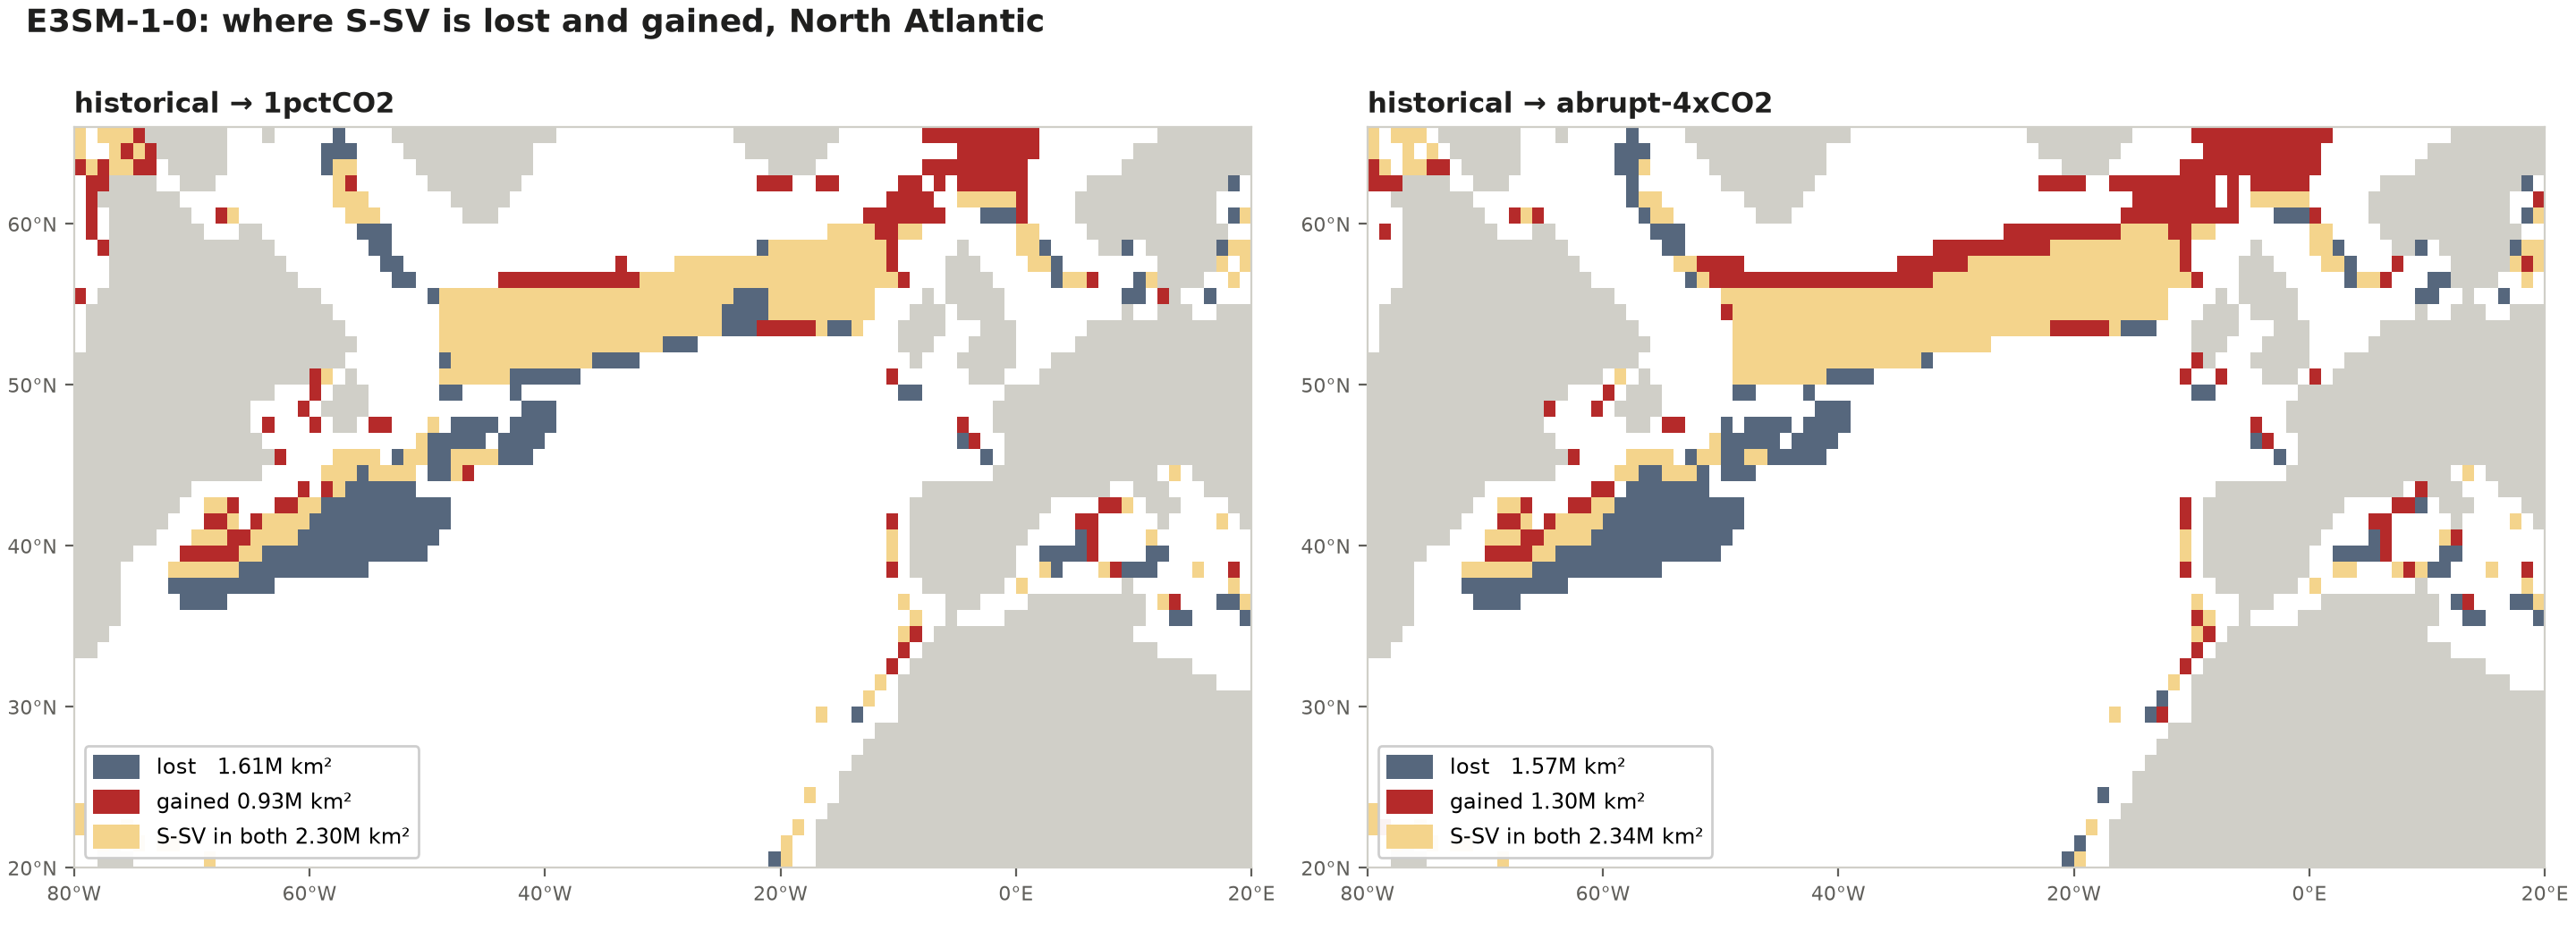 E3SM-1-0: where S-SV is lost and gained, North Atlantic
historical → 1pctCO2
60°N
50°N
40°N
30°N
20°N
80°W 60°W 40°W 20°W 0°E 20°E
lost 1.61M km²
gained 0.93M km²
S-SV in both 2.30M km²
historical → abrupt-4xCO2
60°N
50°N
40°N
30°N
20°N
80°W 60°W 40°W 20°W 0°E 20°E
lost 1.57M km²
gained 1.30M km²
S-SV in both 2.34M km²